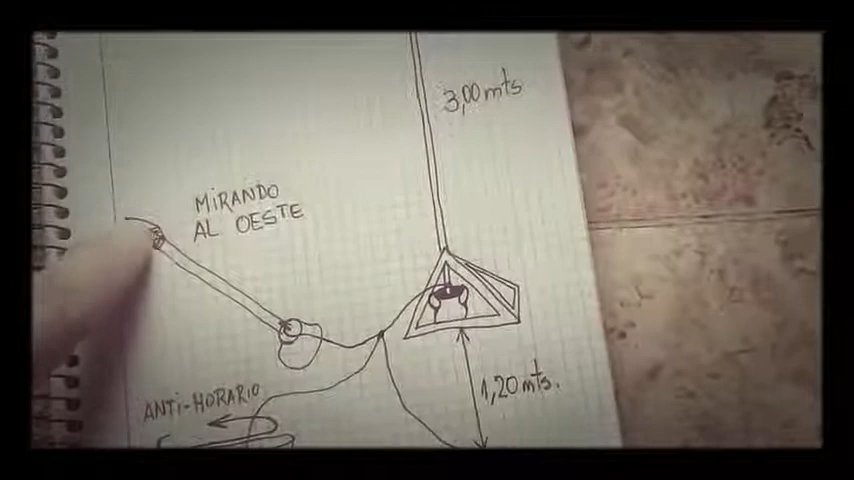 3,00 mts
MIRANDO
AL OESTE
1,20 mts.
ANTI-HORARIO